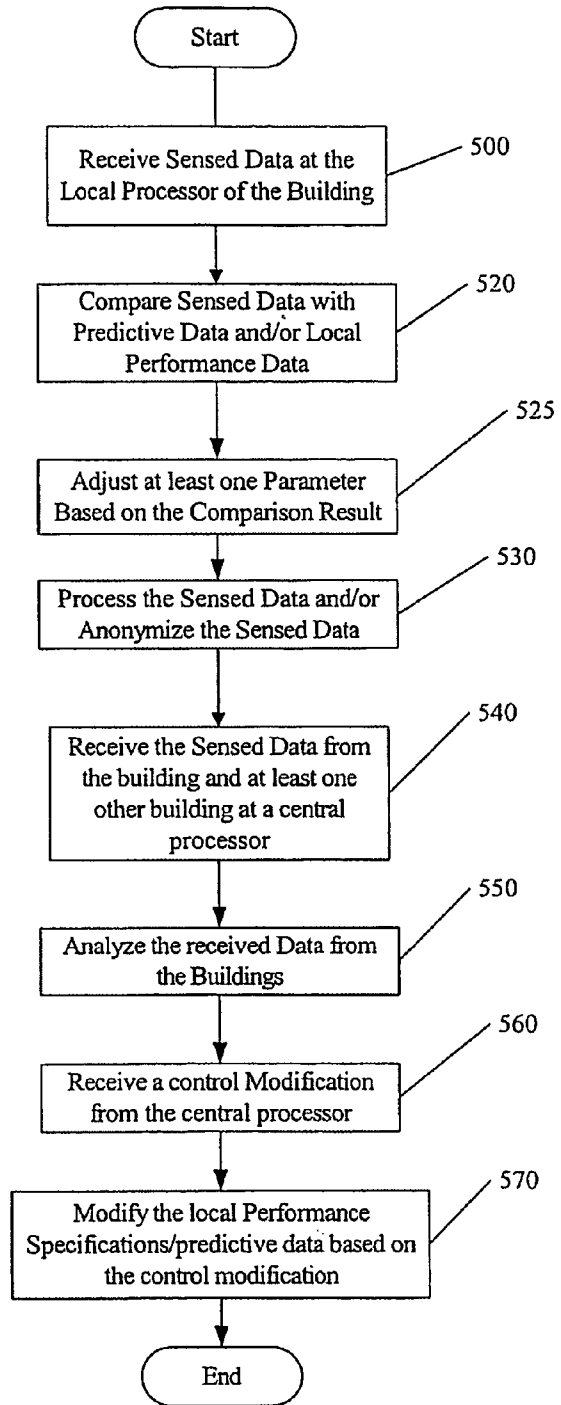 Start
Receive Sensed Data at the
Local Processor of the Building
500
Compare Sensed Data with
Predictive Data and/or Local
Performance Data
520
Adjust at least one Parameter
Based on the Comparison Result
525
Process the Sensed Data and/or
Anonymize the Sensed Data
530
Receive the Sensed Data from
the building and at least one
other building at a central
processor
540
Analyze the received Data from
the Buildings
550
Receive a control Modification
from the central processor
560
Modify the local Performance
Specifications/predictive data based on
the control modification
570
End